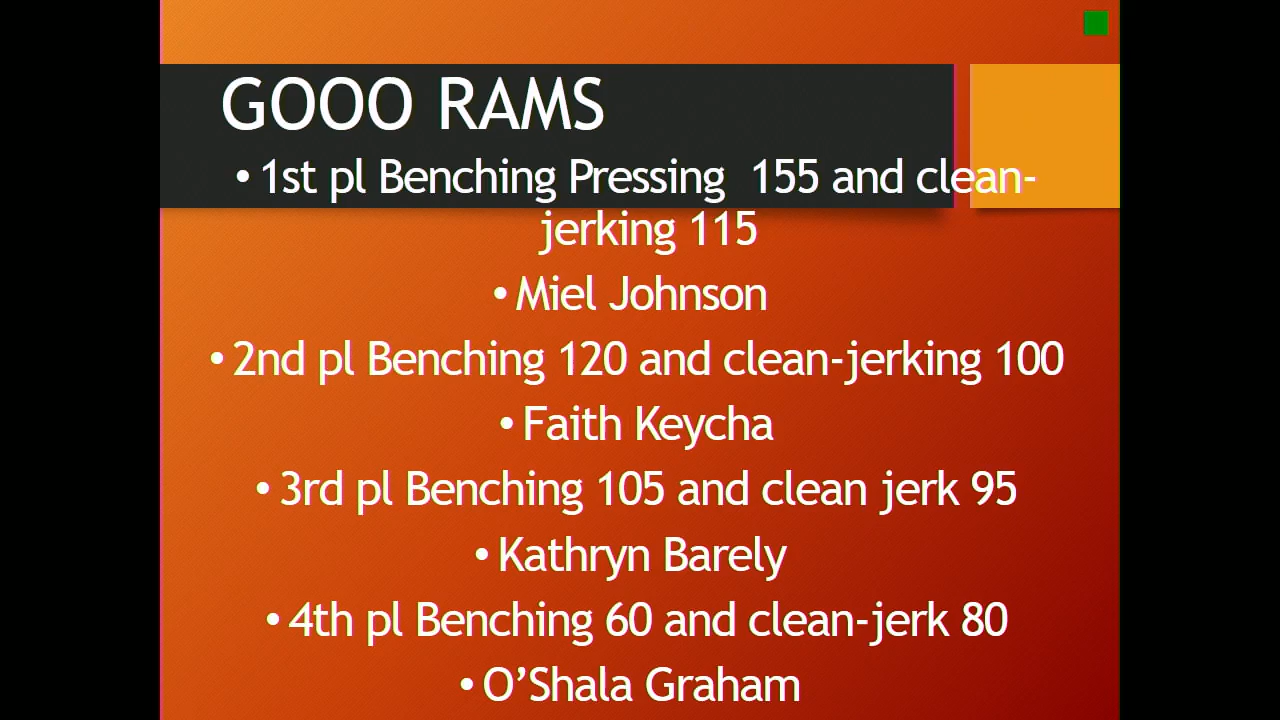 GOOO RAMS
• 1st pl Benching Pressing  155 and clean-
jerking 115
• Miel Johnson
• 2nd pl Benching 120 and clean-jerking 100
• Faith Keycha
• 3rd pl Benching 105 and clean jerk 95
• Kathryn Barely
• 4th pl Benching 60 and clean-jerk 80
• O’Shala Graham